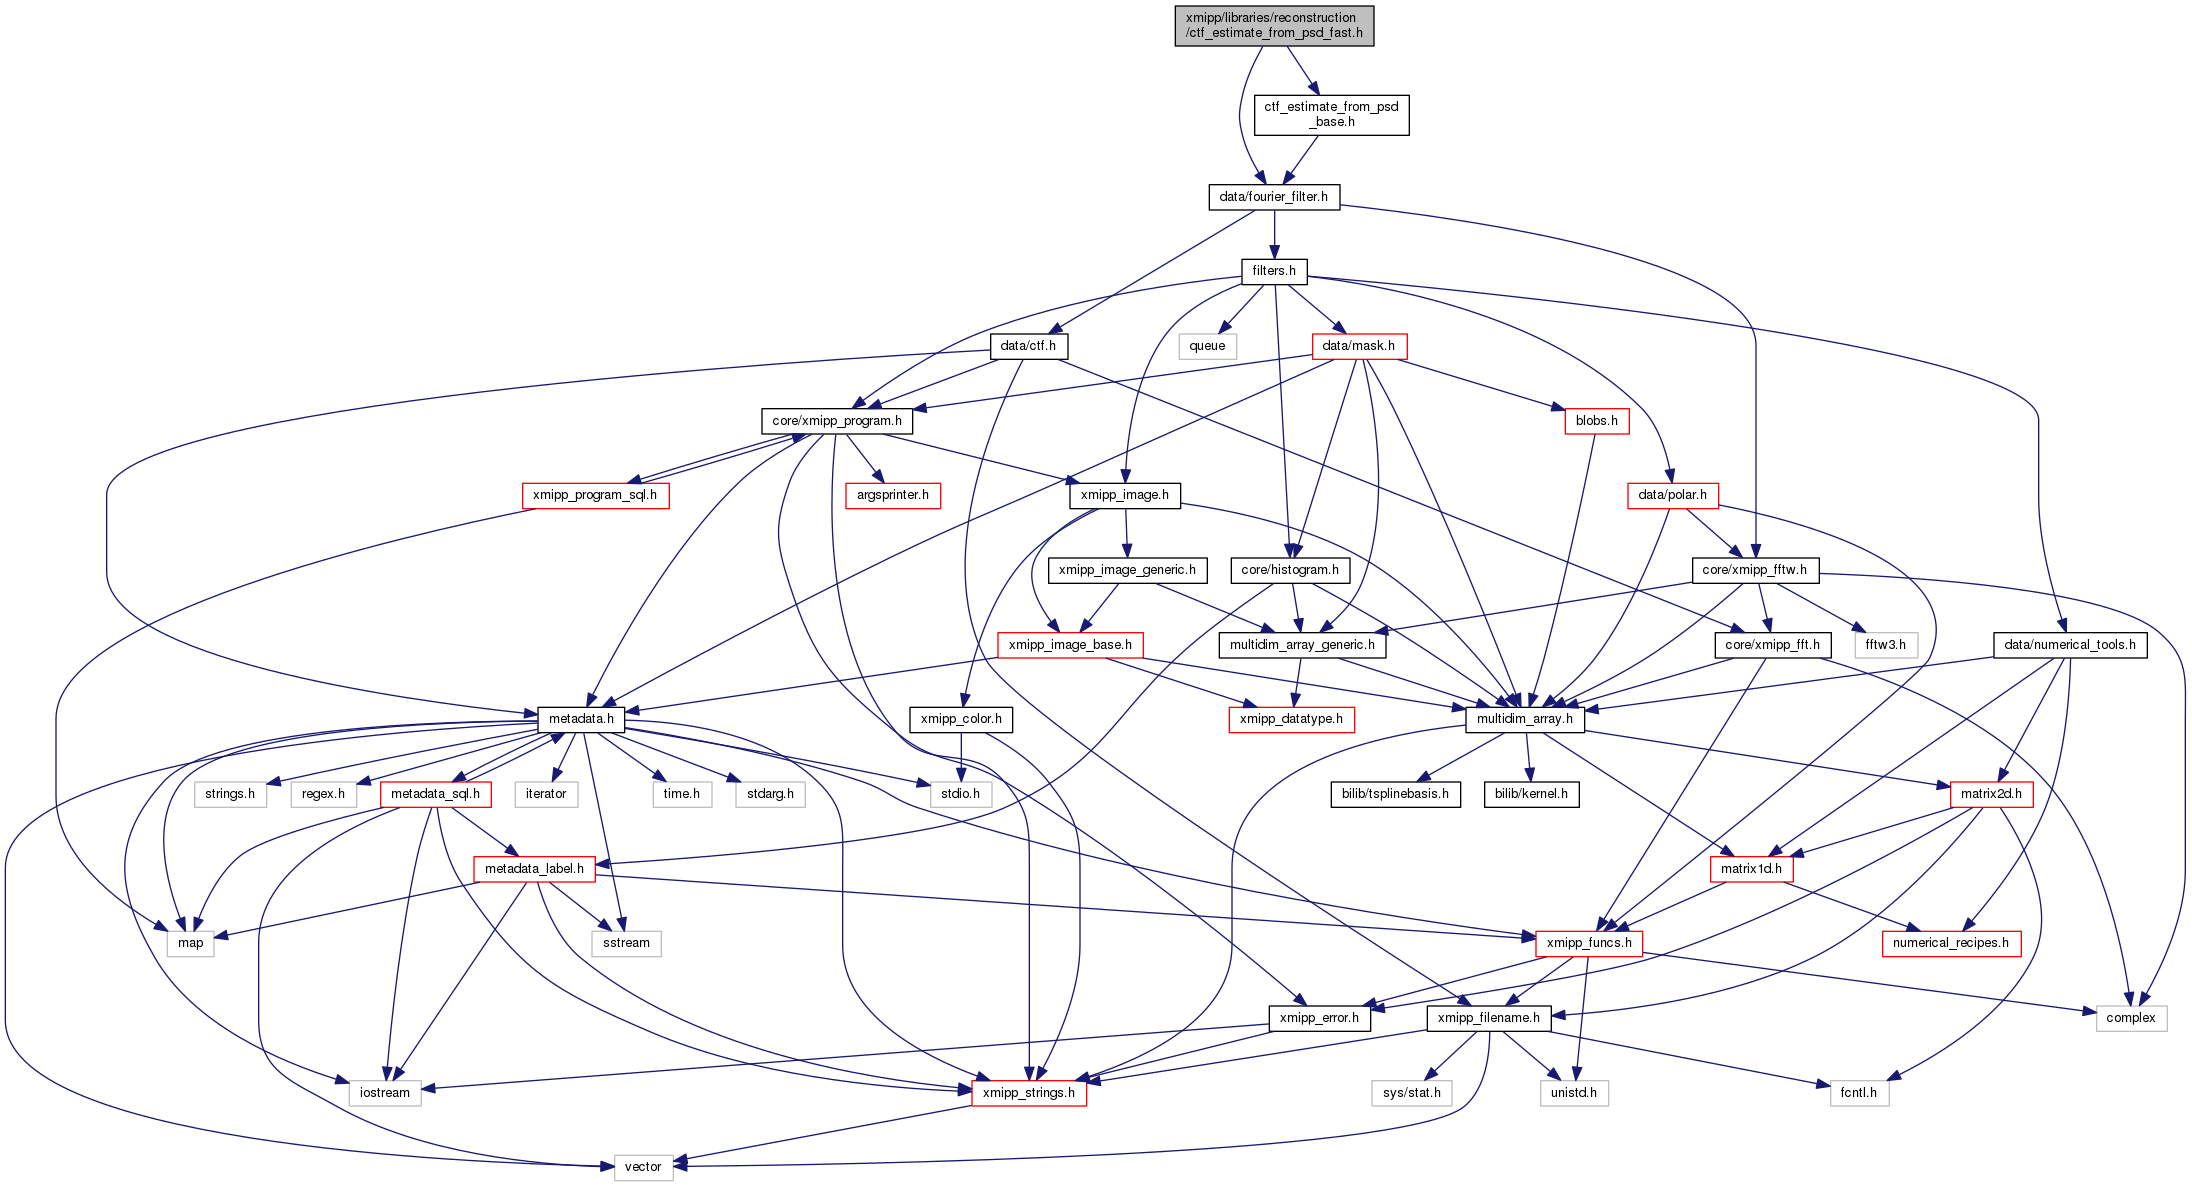 xmipp/libraries/reconstruction
/ctf_estimate_from_psd_fast.h
ctf_estimate_from_psd
_base.h
data/fourier_filter.h
filters.h
data/ctf.h
queue
data/mask.h
core/xmipp_program.h
blobs.h
xmipp_program_sql.h
argsprinter.h
xmipp_image.h
data/polar.h
xmipp_image_generic.h
core/histogram.h
core/xmipp_fftw.h
xmipp_image_base.h
multidim_array_generic.h
core/xmipp_fft.h
fftw3.h
data/numerical_tools.h
metadata.h
xmipp_color.h
xmipp_datatype.h
multidim_array.h
strings.h
regex.h
metadata_sql.h
iterator
time.h
stdarg.h
stdio.h
bilib/tsplinebasis.h
bilib/kernel.h
matrix2d.h
metadata_label.h
matrix1d.h
map
sstream
xmipp_funcs.h
numerical_recipes.h
xmipp_error.h
xmipp_filename.h
complex
iostream
xmipp_strings.h
sys/stat.h
unistd.h
fcntl.h
vector